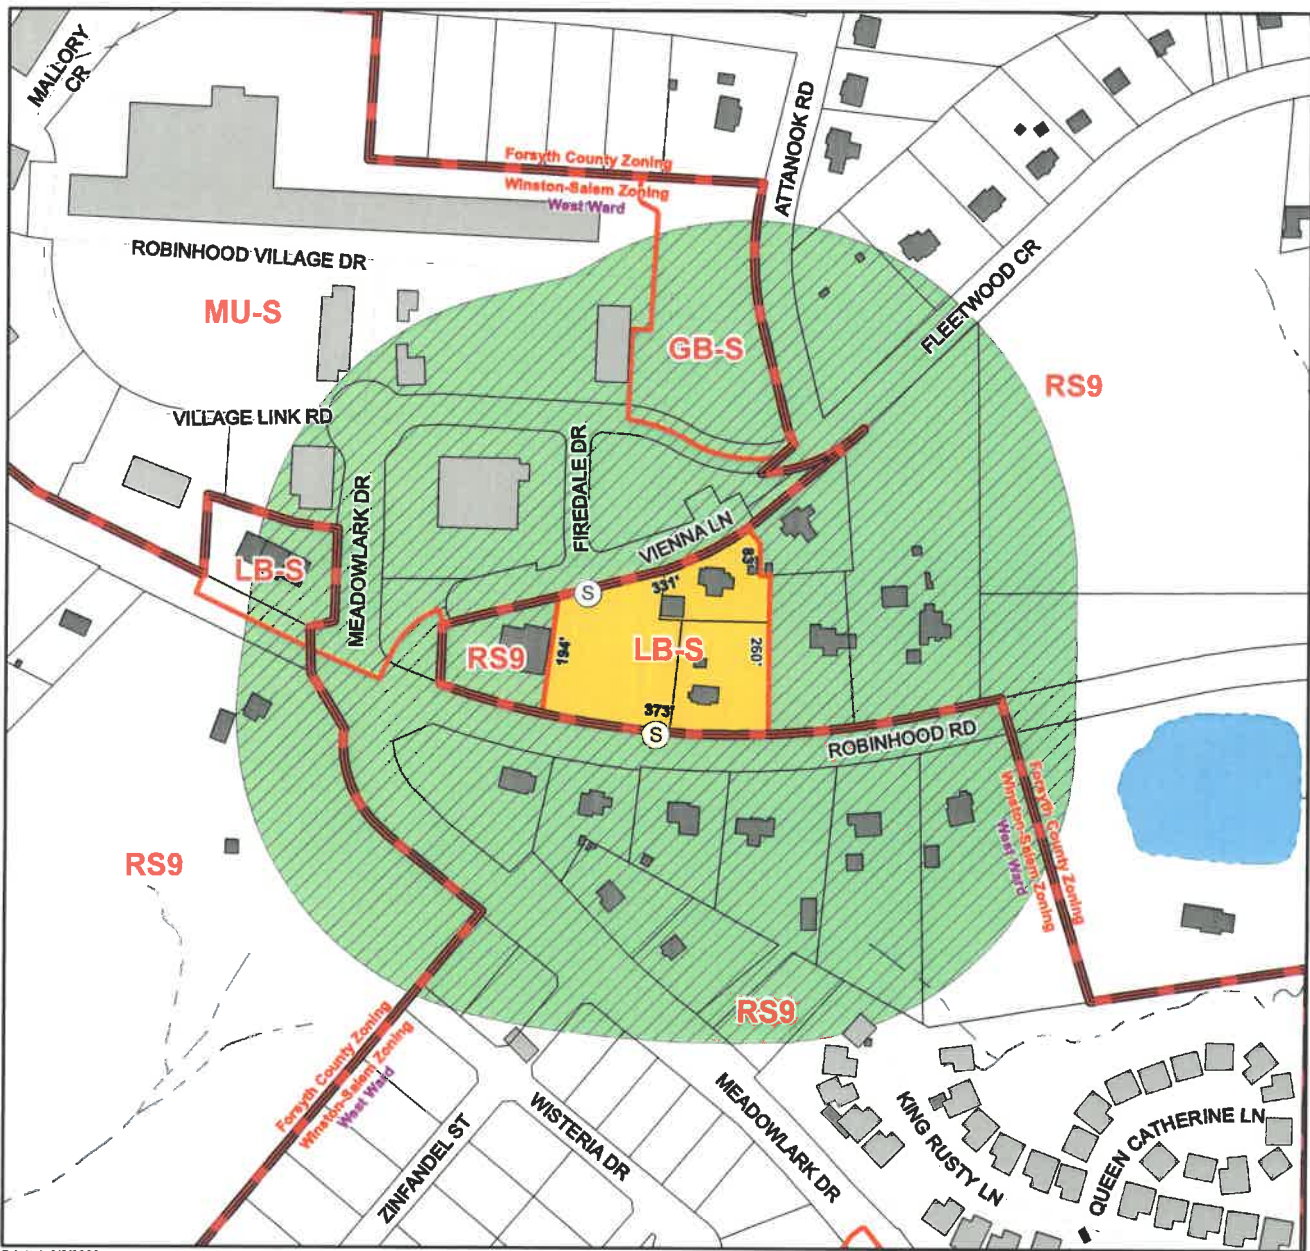 MALLORY
CR
ATTANOOK RD
Forsyth County Zoning
Winston-Salem Zoning
West Ward
ROBINHOOD VILLAGE DR
MU-S
GB-S
FLEETWOOD CR
RS9
VILLAGE LINK RD
FIREDALE DR
MEADOWLARK DR
VIENNA LN
LB-S
S
331'
83'
RS9
194'
LB-S
260'
373'
S
ROBINHOOD RD
Forsyth County Zoning
Winston-Salem Zoning
West Ward
RS9
RS9
Forsyth County Zoning
Winston-Salem Zoning
West Ward
ZINFANDEL ST
WISTERIA DR
MEADOWLARK DR
KING RUSTY LN
QUEEN CATHERINE LN